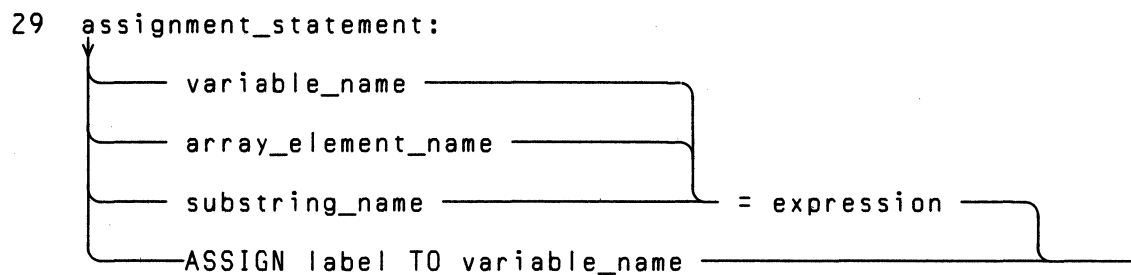 29 assignment_statement:
variable_name
array_element_name
substring_name = expression
ASSIGN label TO variable_name